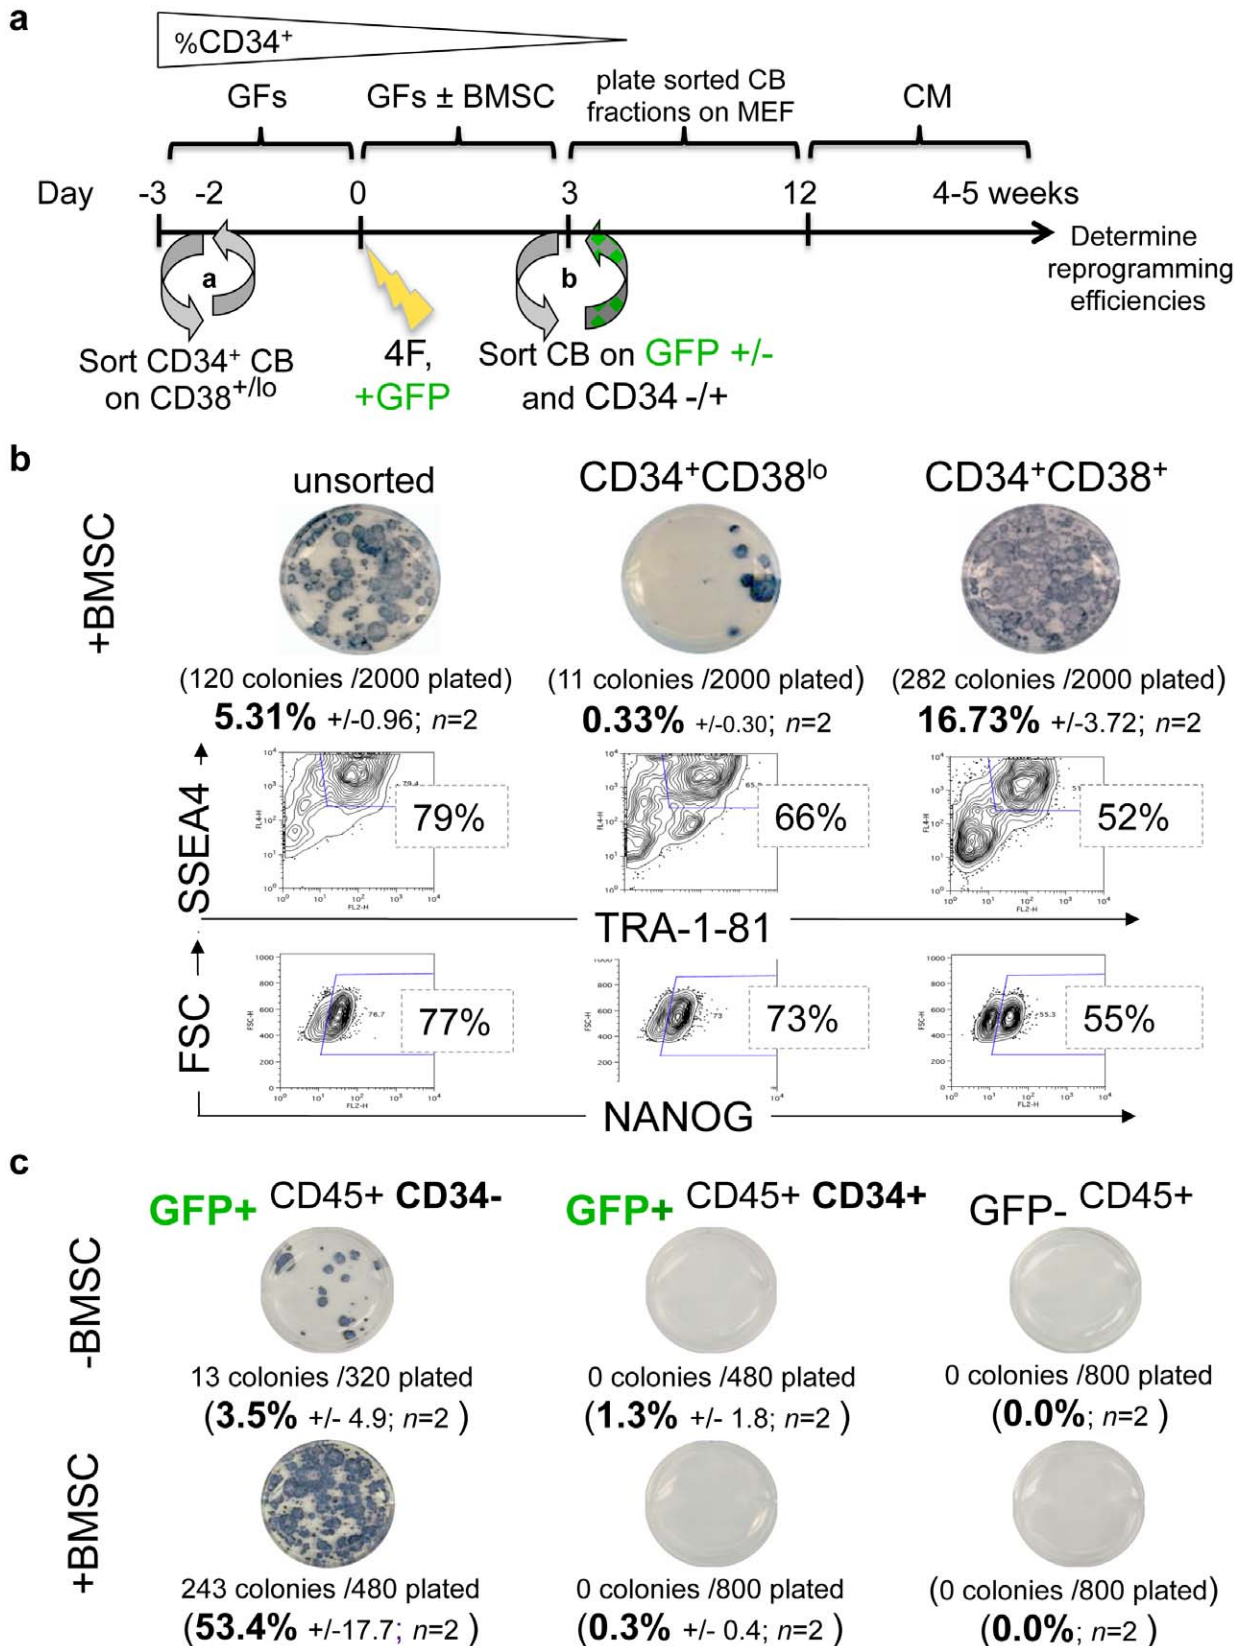 a
%CD34+
GFs
GFs ± BMSC
plate sorted CB
fractions on MEF
CM
Day -3 -2 0 3 12 4-5 weeks
a
b
Determine
reprogramming
efficiencies
Sort CD34+ CB
on CD38+/lo
4F,
+GFP
Sort CB on GFP +/-
and CD34 -/+
b
unsorted
CD34+CD38lo
CD34+CD38+
+BMSC
(120 colonies /2000 plated)
5.31% +/-0.96; n=2
(11 colonies /2000 plated)
0.33% +/-0.30; n=2
(282 colonies /2000 plated)
16.73% +/-3.72; n=2
SSEA4
79%
66%
52%
TRA-1-81
FSC
77%
73%
55%
76.7
73
55.3
FSC-H
FL2-H
NANOG
c
GFP+ CD45+ CD34-
GFP+ CD45+ CD34+
GFP- CD45+
-BMSC
13 colonies /320 plated
(3.5% +/- 4.9; n=2 )
0 colonies /480 plated
(1.3% +/- 1.8; n=2 )
0 colonies /800 plated
(0.0%; n=2 )
+BMSC
243 colonies /480 plated
(53.4% +/-17.7; n=2 )
0 colonies /800 plated
(0.3% +/- 0.4; n=2 )
(0 colonies /800 plated)
(0.0%; n=2 )